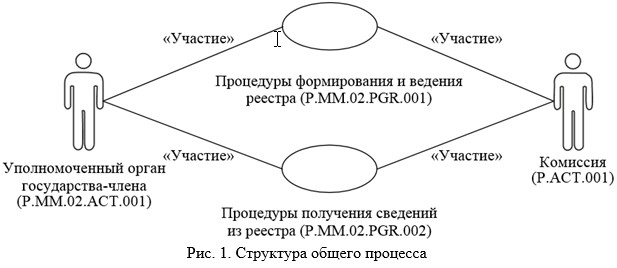 «Участие»
«Участие»
Процедуры формирования и ведения
реестра (P.MM.02.PGR.001)
«Участие»
«Участие»
Уполномоченный орган
государства-члена
(P.MM.02.ACT.001)
Комиссия
(P.ACT.001)
Процедуры получения сведений
из реестра (P.MM.02.PGR.002)
Рис. 1. Структура общего процесса